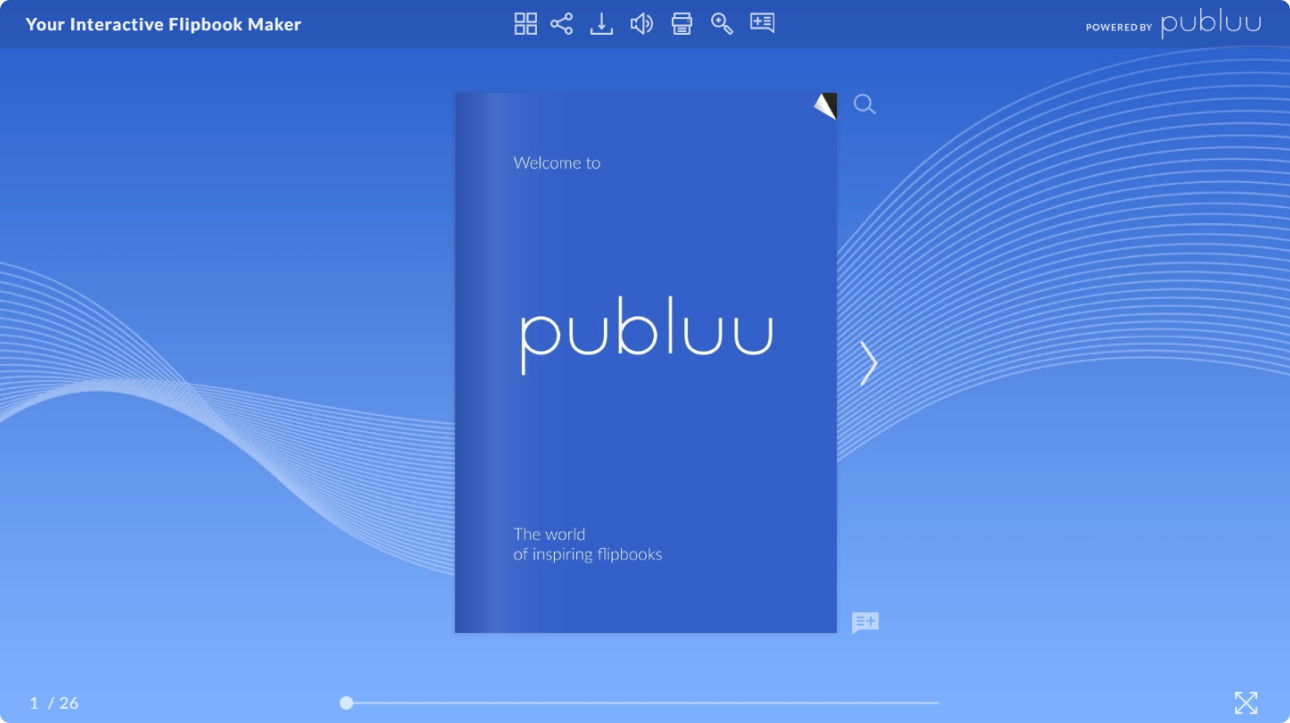 Your Interactive Flipbook Maker
POWERED BY publuu
Welcome to
publuu
The world
of inspiring flipbooks
1 / 26